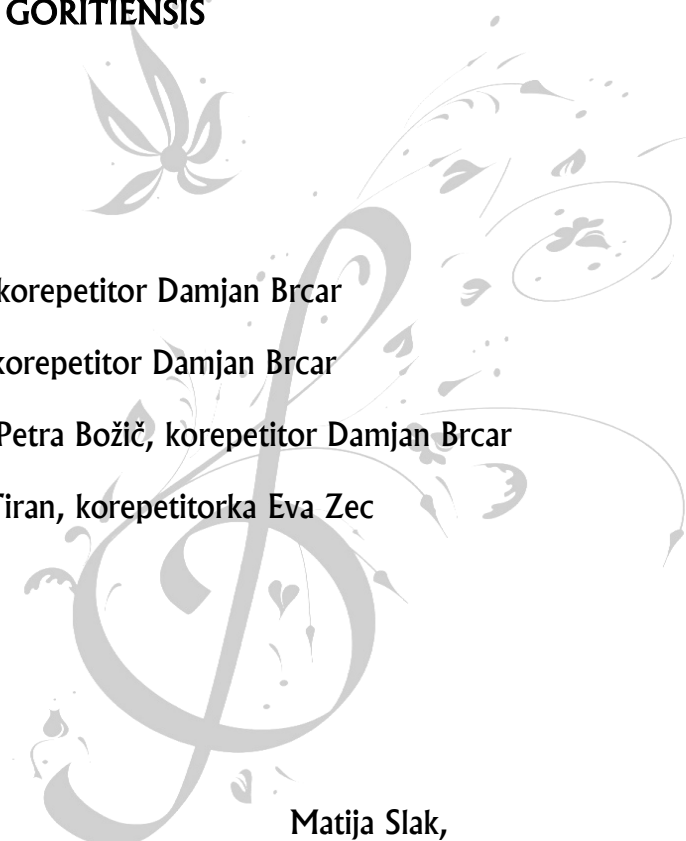 GORITIENSIS
korepetitor Damjan Brcar
korepetitor Damjan Brcar
Petra Božič, korepetitor Damjan Brcar
Tiran, korepetitorka Eva Zec
Matija Slak,